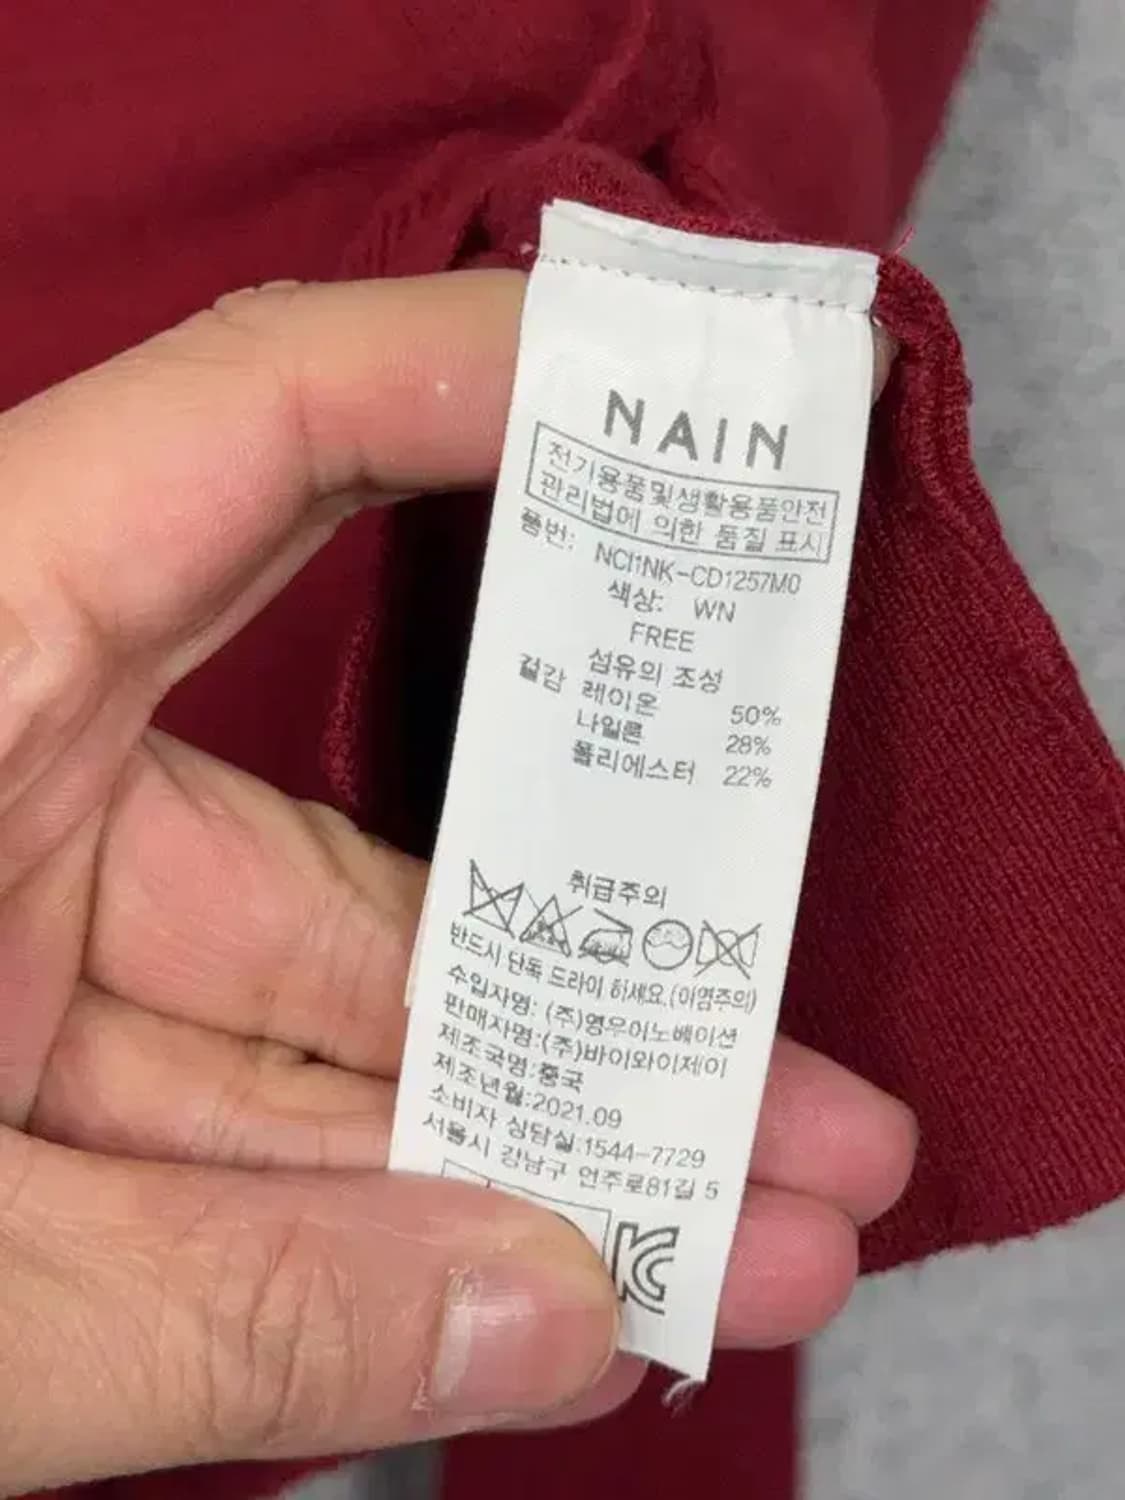 NAIN
전기용품및생활용품안전
관리법에 의한 품질 표시
품번: NCI1NK-CD1257M0
색상: WN
FREE
섬유의 조성
겉감 레이온 50%
나일론 28%
폴리에스터 22%
취급주의
반드시 단독 드라이 하세요.(이염주의)
수입자명: (주)영우이노베이션
판매자명:(주)바이와이제이
제조국명:중국
제조년월:2021.09
소비자 상담실:1544-7729
서울시 강남구 언주로81길 5